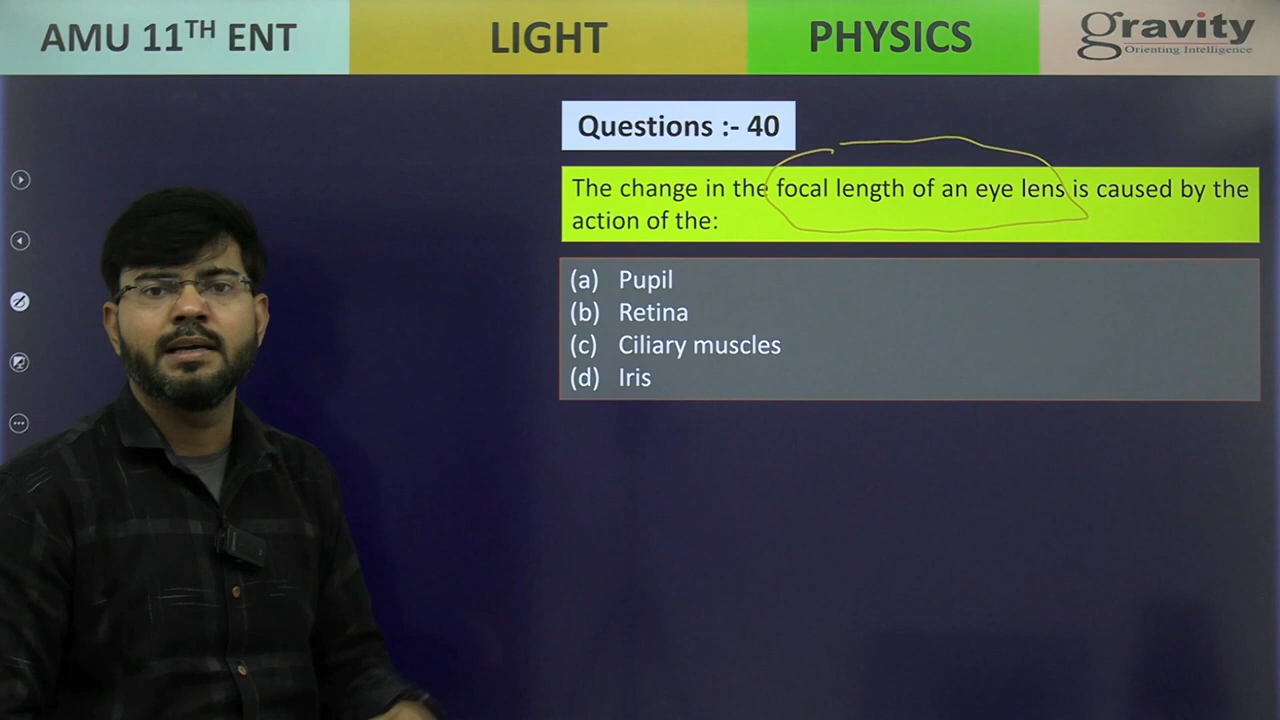 AMU 11TH ENT
LIGHT
PHYSICS
gravity
Orienting Intelligence
Questions :- 40
The change in the focal length of an eye lens is caused by the
action of the:
(a) Pupil
(b) Retina
(c) Ciliary muscles
(d) Iris